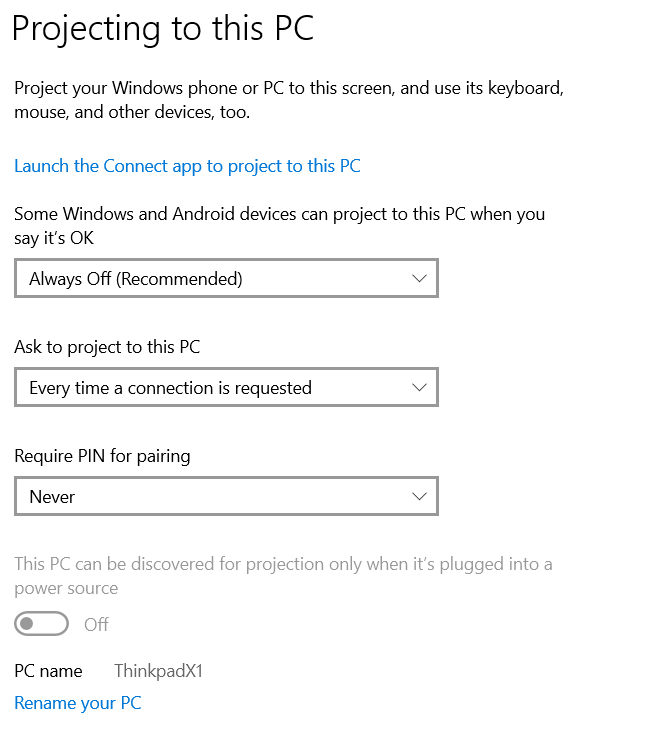 Projecting to this PC
Project your Windows phone or PC to this screen, and use its keyboard,
mouse, and other devices, too.
Launch the Connect app to project to this PC
Some Windows and Android devices can project to this PC when you
say it’s OK
Always Off (Recommended)
Ask to project to this PC
Every time a connection is requested
Require PIN for pairing
Never
This PC can be discovered for projection only when it’s plugged into a
power source
Off
PC name ThinkpadX1
Rename your PC